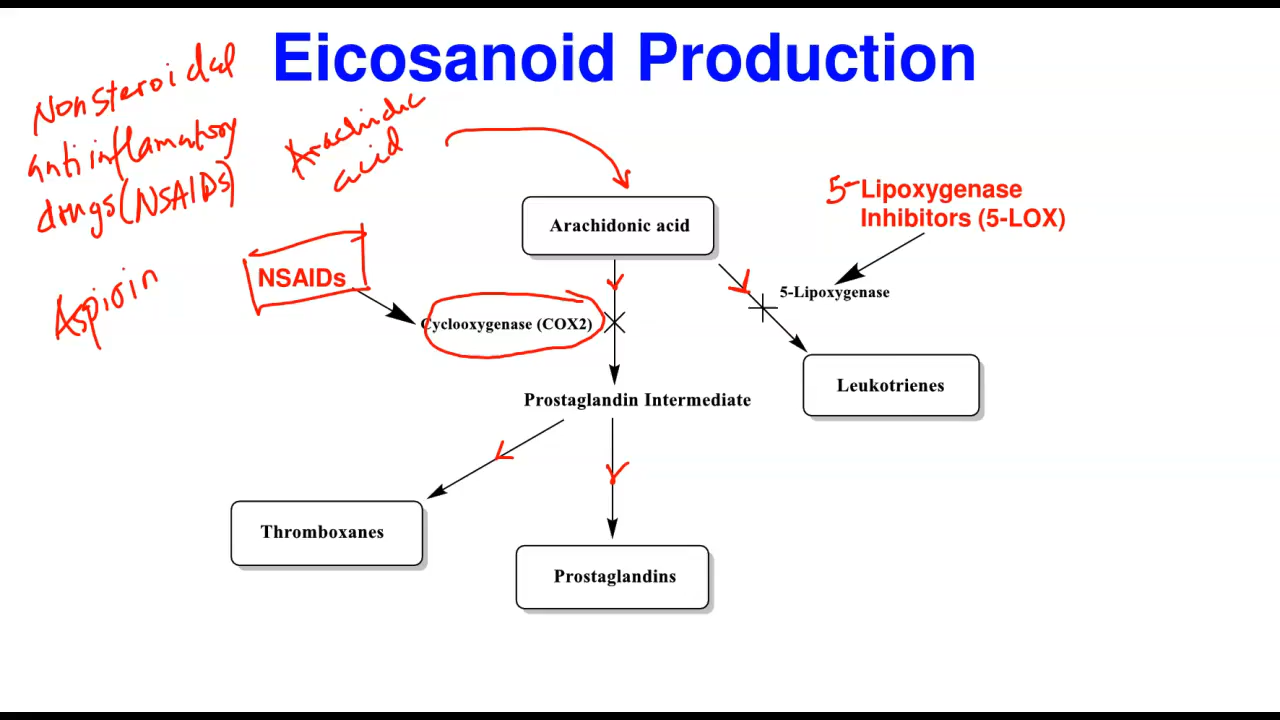 Eicosanoid Production
Nonsteroidal
antiinflamatory
drugs(NSAIDs)
Aspirin
Arachidic
acid
Arachidonic acid
5-Lipoxygenase
Inhibitors (5-LOX)
NSAIDs
5-Lipoxygenase
Cyclooxygenase (COX2)
Leukotrienes
Prostaglandin Intermediate
Thromboxanes
Prostaglandins